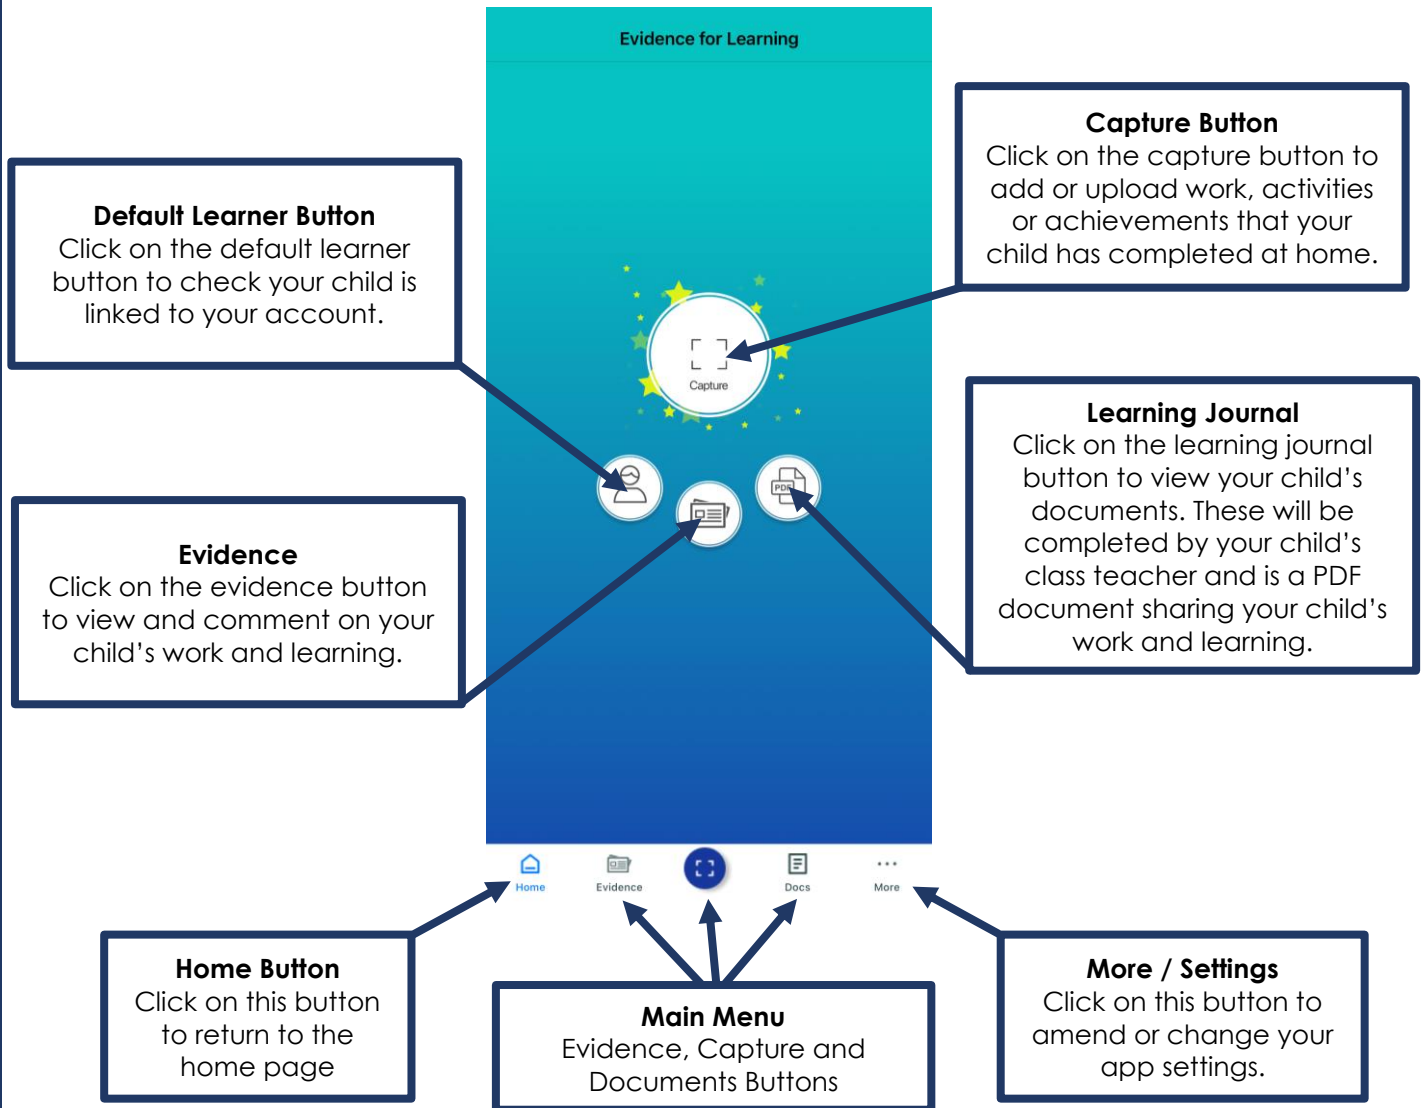 Evidence for Learning
Capture Button
Click on the capture button to
add or upload work, activities
or achievements that your
child has completed at home.
Default Learner Button
Click on the default learner
button to check your child is
linked to your account.
Capture
Learning Journal
Click on the learning journal
button to view your child’s
documents. These will be
completed by your child’s
class teacher and is a PDF
document sharing your child’s
work and learning.
PDF
Evidence
Click on the evidence button
to view and comment on your
child’s work and learning.
Home
Evidence
Docs
More
Home Button
Click on this button
to return to the
home page
Main Menu
Evidence, Capture and
Documents Buttons
More / Settings
Click on this button to
amend or change your
app settings.